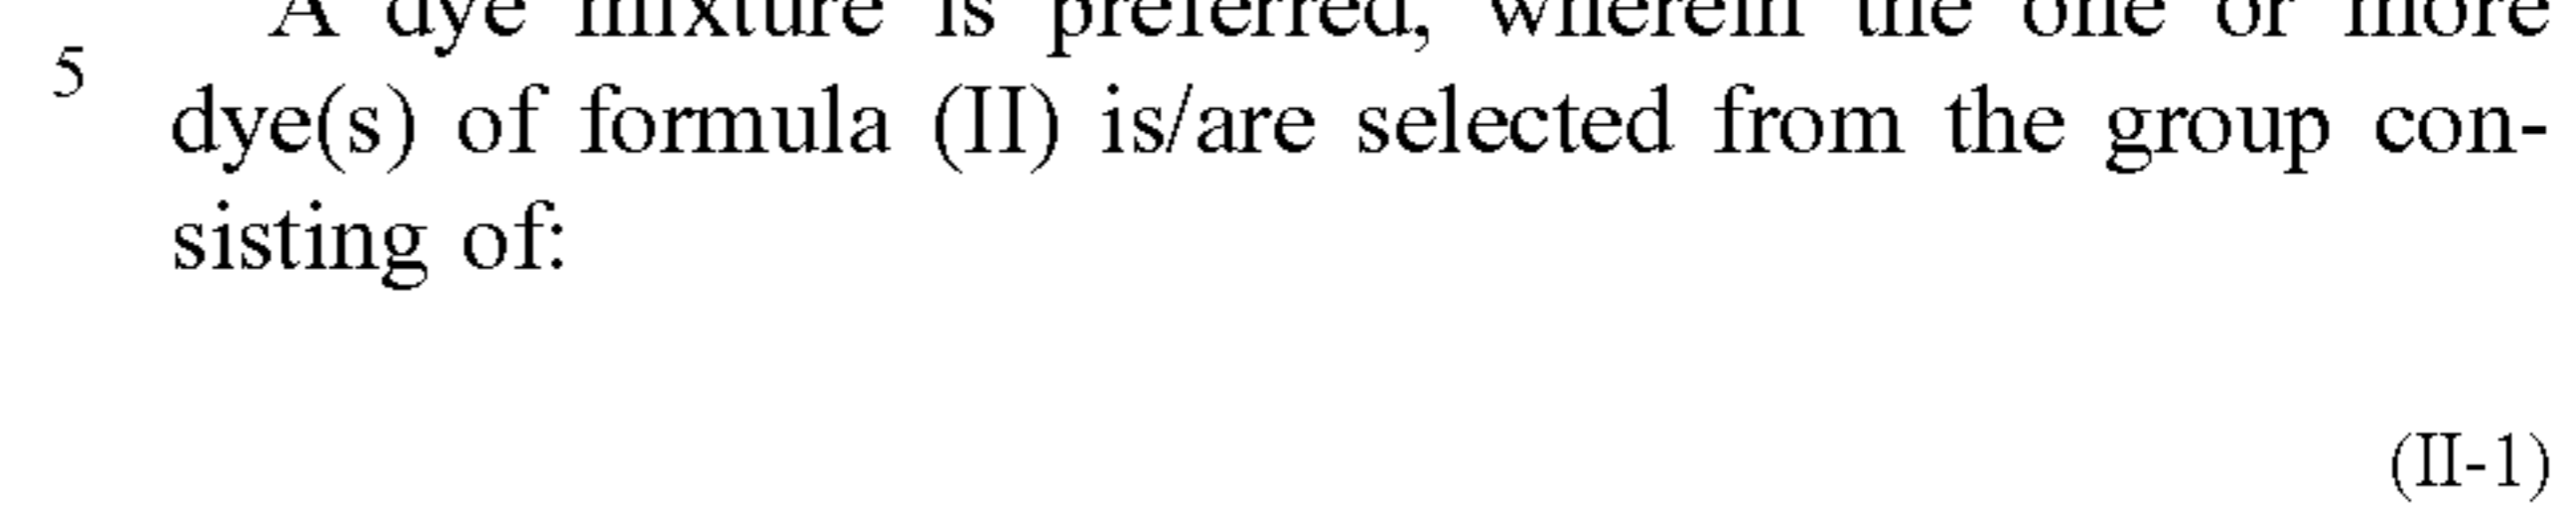 A dye mixture is preferred, wherein the one or more
5
dye(s) of formula (II) is/are selected from the group con-
sisting of:
(II-1)